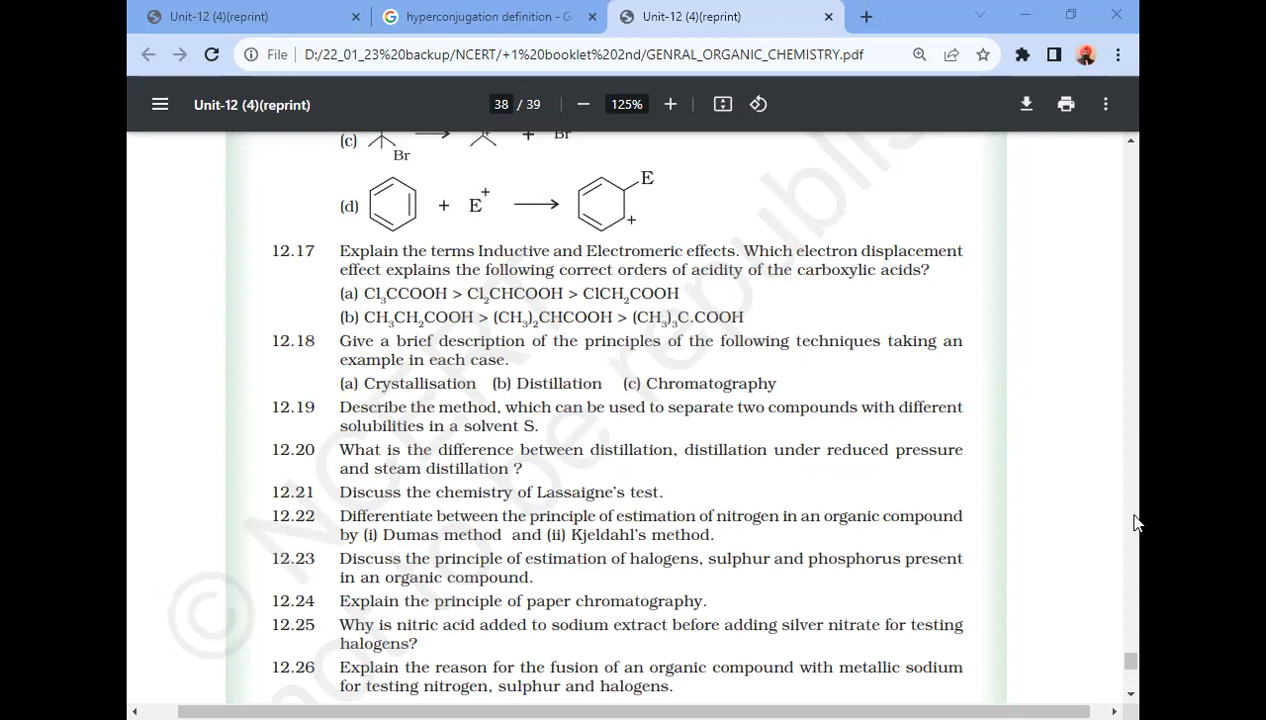 Unit-12 (4)(reprint)
hyperconjugation definition - G
Unit-12 (4)(reprint)
File D:/22_01_23%20backup/NCERT/+1%20booklet%202nd/GENRAL_ORGANIC_CHEMISTRY.pdf
Unit-12 (4)(reprint) 38 / 39 125%
(c) Br → + + Br
(d) + E⁺ → E +
12.17 Explain the terms Inductive and Electromeric effects. Which electron displacement
effect explains the following correct orders of acidity of the carboxylic acids?
(a) Cl₃CCOOH > Cl₂CHCOOH > ClCH₂COOH
(b) CH₃CH₂COOH > (CH₃)₂CHCOOH > (CH₃)₃C.COOH
12.18 Give a brief description of the principles of the following techniques taking an
example in each case.
(a) Crystallisation (b) Distillation (c) Chromatography
12.19 Describe the method, which can be used to separate two compounds with different
solubilities in a solvent S.
12.20 What is the difference between distillation, distillation under reduced pressure
and steam distillation ?
12.21 Discuss the chemistry of Lassaigne's test.
12.22 Differentiate between the principle of estimation of nitrogen in an organic compound
by (i) Dumas method and (ii) Kjeldahl's method.
12.23 Discuss the principle of estimation of halogens, sulphur and phosphorus present
in an organic compound.
12.24 Explain the principle of paper chromatography.
12.25 Why is nitric acid added to sodium extract before adding silver nitrate for testing
halogens?
12.26 Explain the reason for the fusion of an organic compound with metallic sodium
for testing nitrogen, sulphur and halogens.
© NCERT
not to be republis